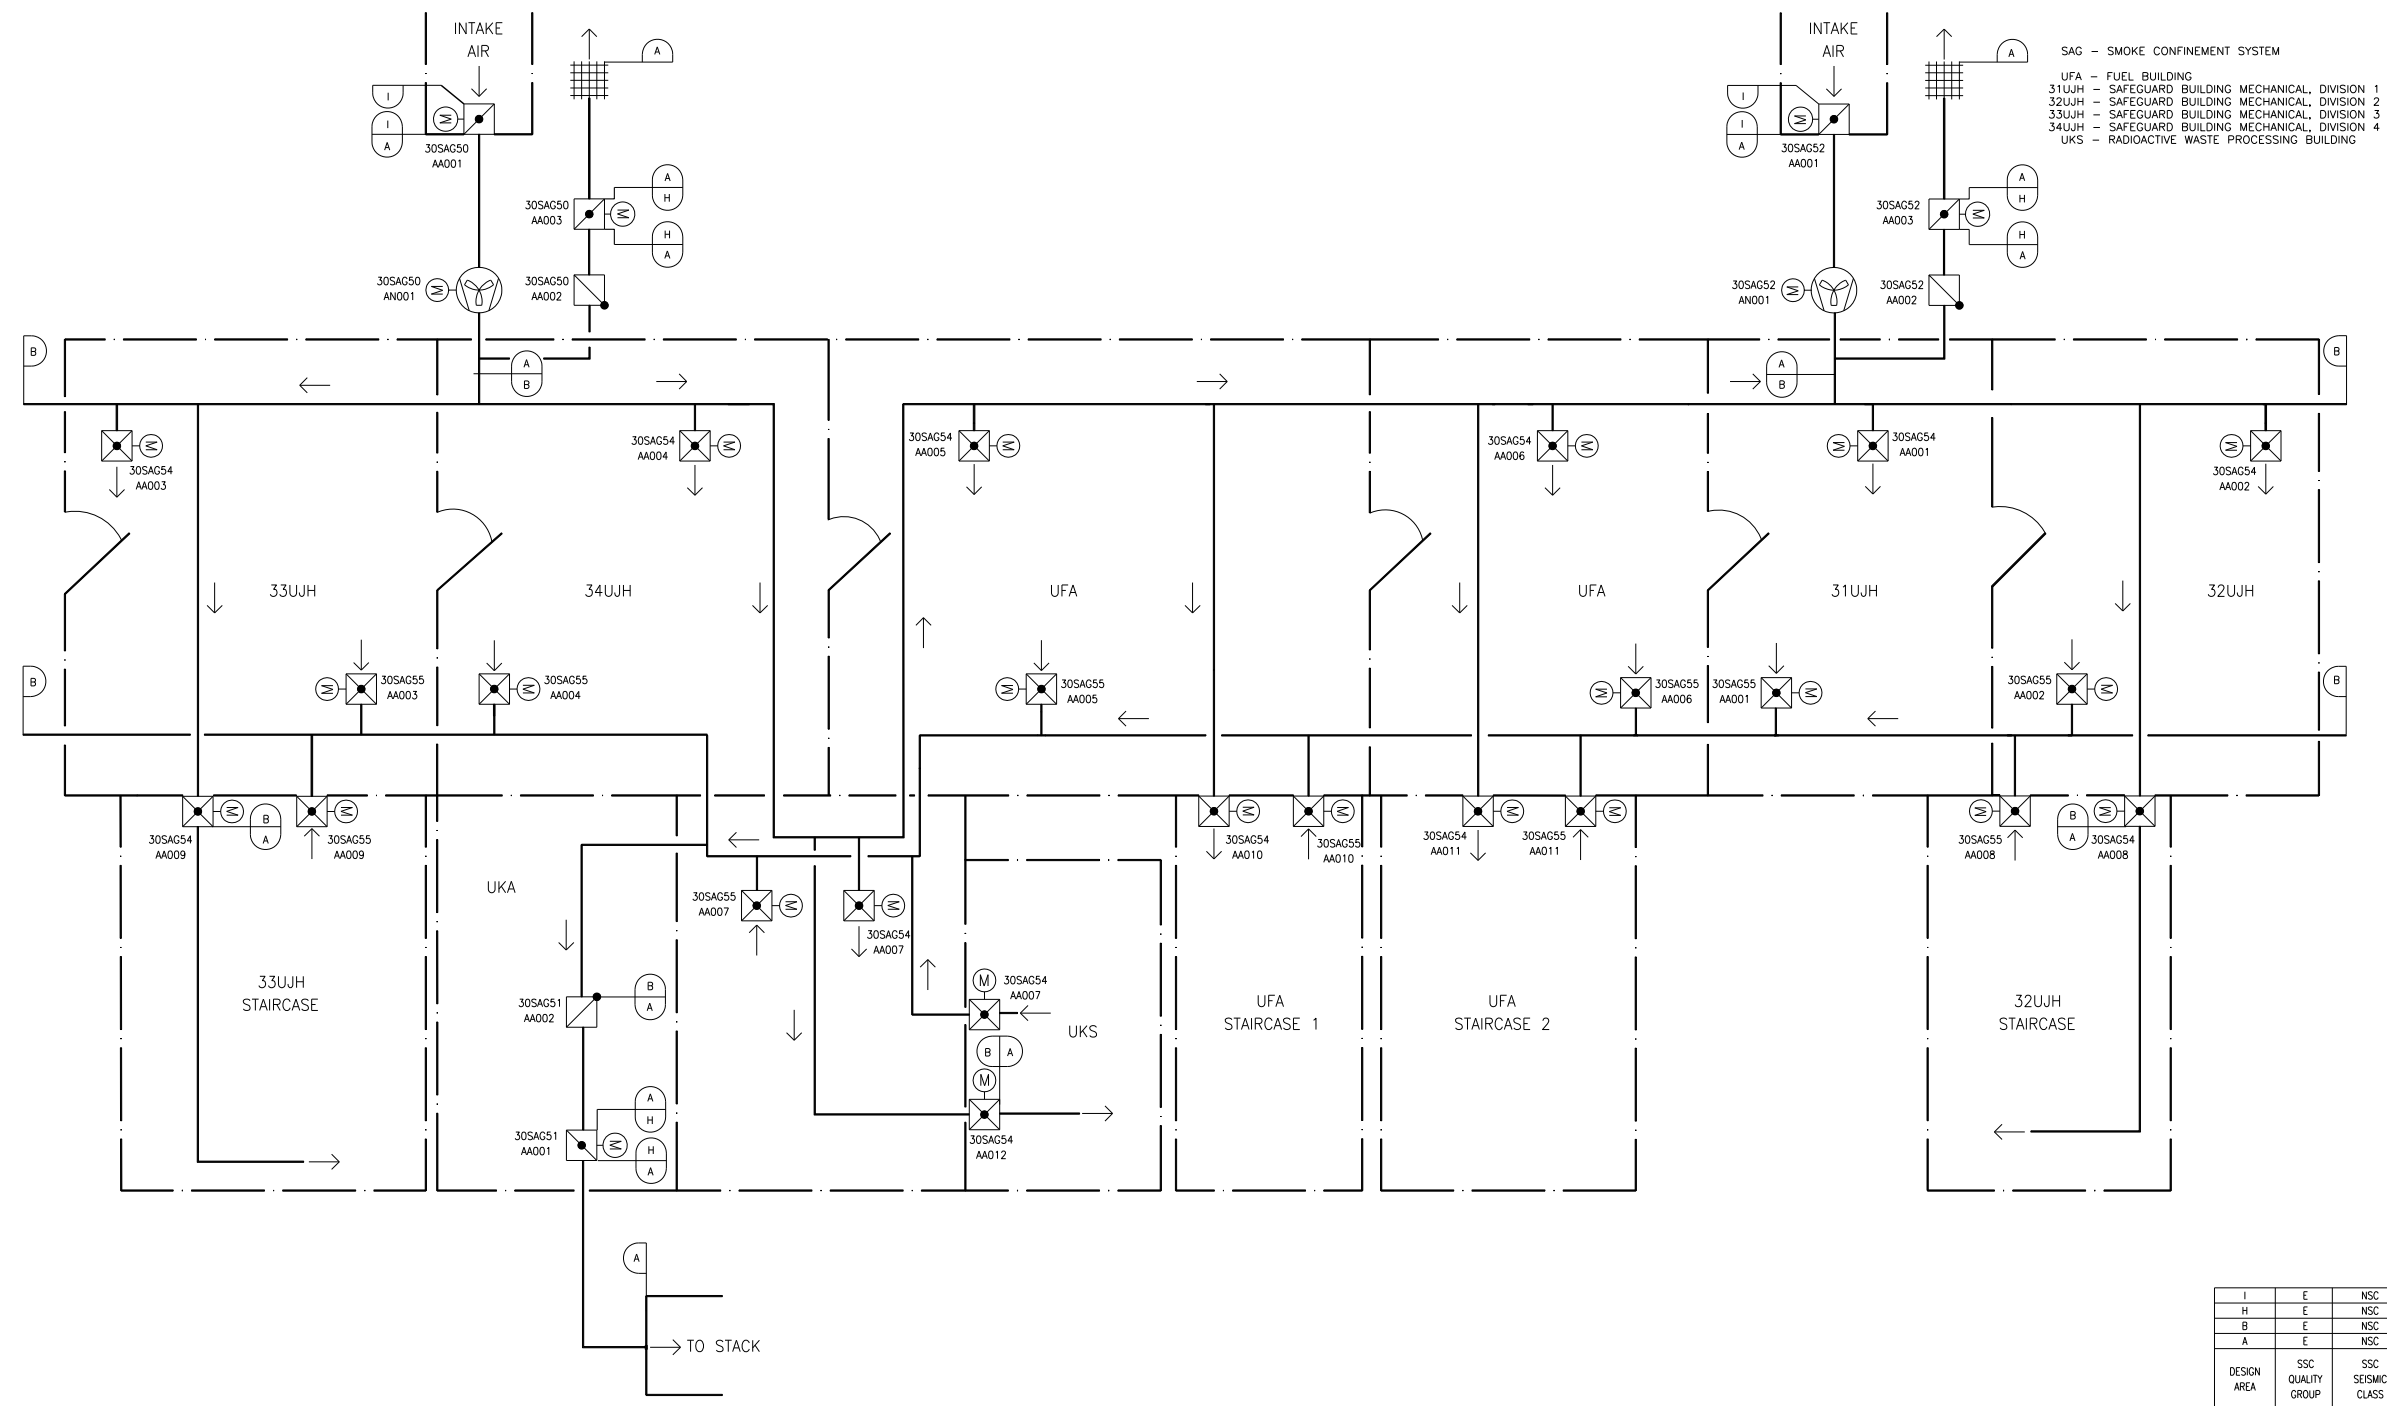 INTAKE
AIR
A
I
I
A
M
30SAG50
AA001
A
H
30SAG50
AA003
M
H
A
30SAG50
AN001
M
30SAG50
AA002
INTAKE
AIR
A
I
I
A
M
30SAG52
AA001
A
H
30SAG52
AA003
M
H
A
30SAG52
AN001
M
30SAG52
AA002
SAG – SMOKE CONFINEMENT SYSTEM
UFA – FUEL BUILDING
31UJH – SAFEGUARD BUILDING MECHANICAL, DIVISION 1
32UJH – SAFEGUARD BUILDING MECHANICAL, DIVISION 2
33UJH – SAFEGUARD BUILDING MECHANICAL, DIVISION 3
34UJH – SAFEGUARD BUILDING MECHANICAL, DIVISION 4
UKS – RADIOACTIVE WASTE PROCESSING BUILDING
B
A
B
A
B
B
M
30SAG54
AA003
30SAG54
AA004
M
30SAG54
AA005
M
30SAG54
AA006
M
M
30SAG54
AA001
M
30SAG54
AA002
33UJH
34UJH
UFA
UFA
31UJH
32UJH
B
M
30SAG55
AA003
M
30SAG55
AA004
M
30SAG55
AA005
M
30SAG55
AA006
30SAG55
AA001
M
30SAG55
AA002
M
B
M
B
A
30SAG54
AA009
M
30SAG55
AA009
M
30SAG54
AA010
M
30SAG55
AA010
M
30SAG54
AA011
M
30SAG55
AA011
M
30SAG55
AA008
B
A
M
30SAG54
AA008
UKA
30SAG55
AA007
M
M
30SAG54
AA007
33UJH
STAIRCASE
30SAG51
AA002
B
A
M
30SAG54
AA007
UKS
B A
M
30SAG54
AA012
UFA
STAIRCASE 1
UFA
STAIRCASE 2
32UJH
STAIRCASE
30SAG51
AA001
M
A
H
H
A
A
TO STACK
I E NSC
H E NSC
B E NSC
A E NSC
DESIGN
AREA
SSC
QUALITY
GROUP
SSC
SEISMIC
CLASS